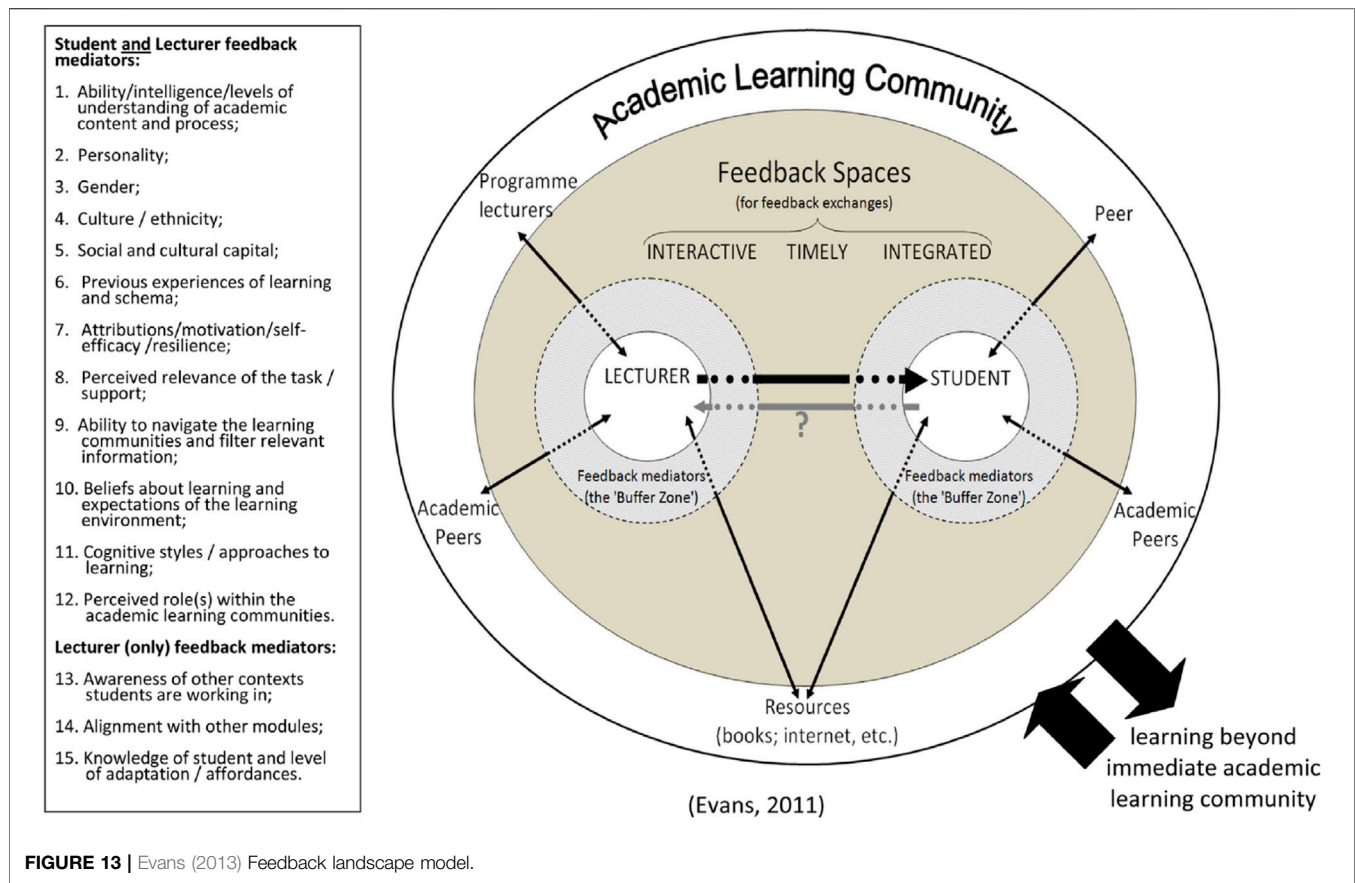 Student and Lecturer feedback
mediators:
1. Ability/intelligence/levels of
understanding of academic
content and process;
2. Personality;
3. Gender;
4. Culture / ethnicity;
5. Social and cultural capital;
6. Previous experiences of learning
and schema;
7. Attributions/motivation/self-
efficacy /resilience;
8. Perceived relevance of the task /
support;
9. Ability to navigate the learning
communities and filter relevant
information;
10. Beliefs about learning and
expectations of the learning
environment;
11. Cognitive styles / approaches to
learning;
12. Perceived role(s) within the
academic learning communities.
Lecturer (only) feedback mediators:
13. Awareness of other contexts
students are working in;
14. Alignment with other modules;
15. Knowledge of student and level
of adaptation / affordances.
Academic Learning Community
Feedback Spaces
(for feedback exchanges)
INTERACTIVE TIMELY INTEGRATED
Programme
lecturers
Peer
LECTURER
STUDENT
?
Feedback mediators
(the 'Buffer Zone')
Feedback mediators
(the 'Buffer Zone')
Academic
Peers
Academic
Peers
Resources
(books; internet, etc.)
learning beyond
immediate academic
learning community
(Evans, 2011)
FIGURE 13 | Evans (2013) Feedback landscape model.